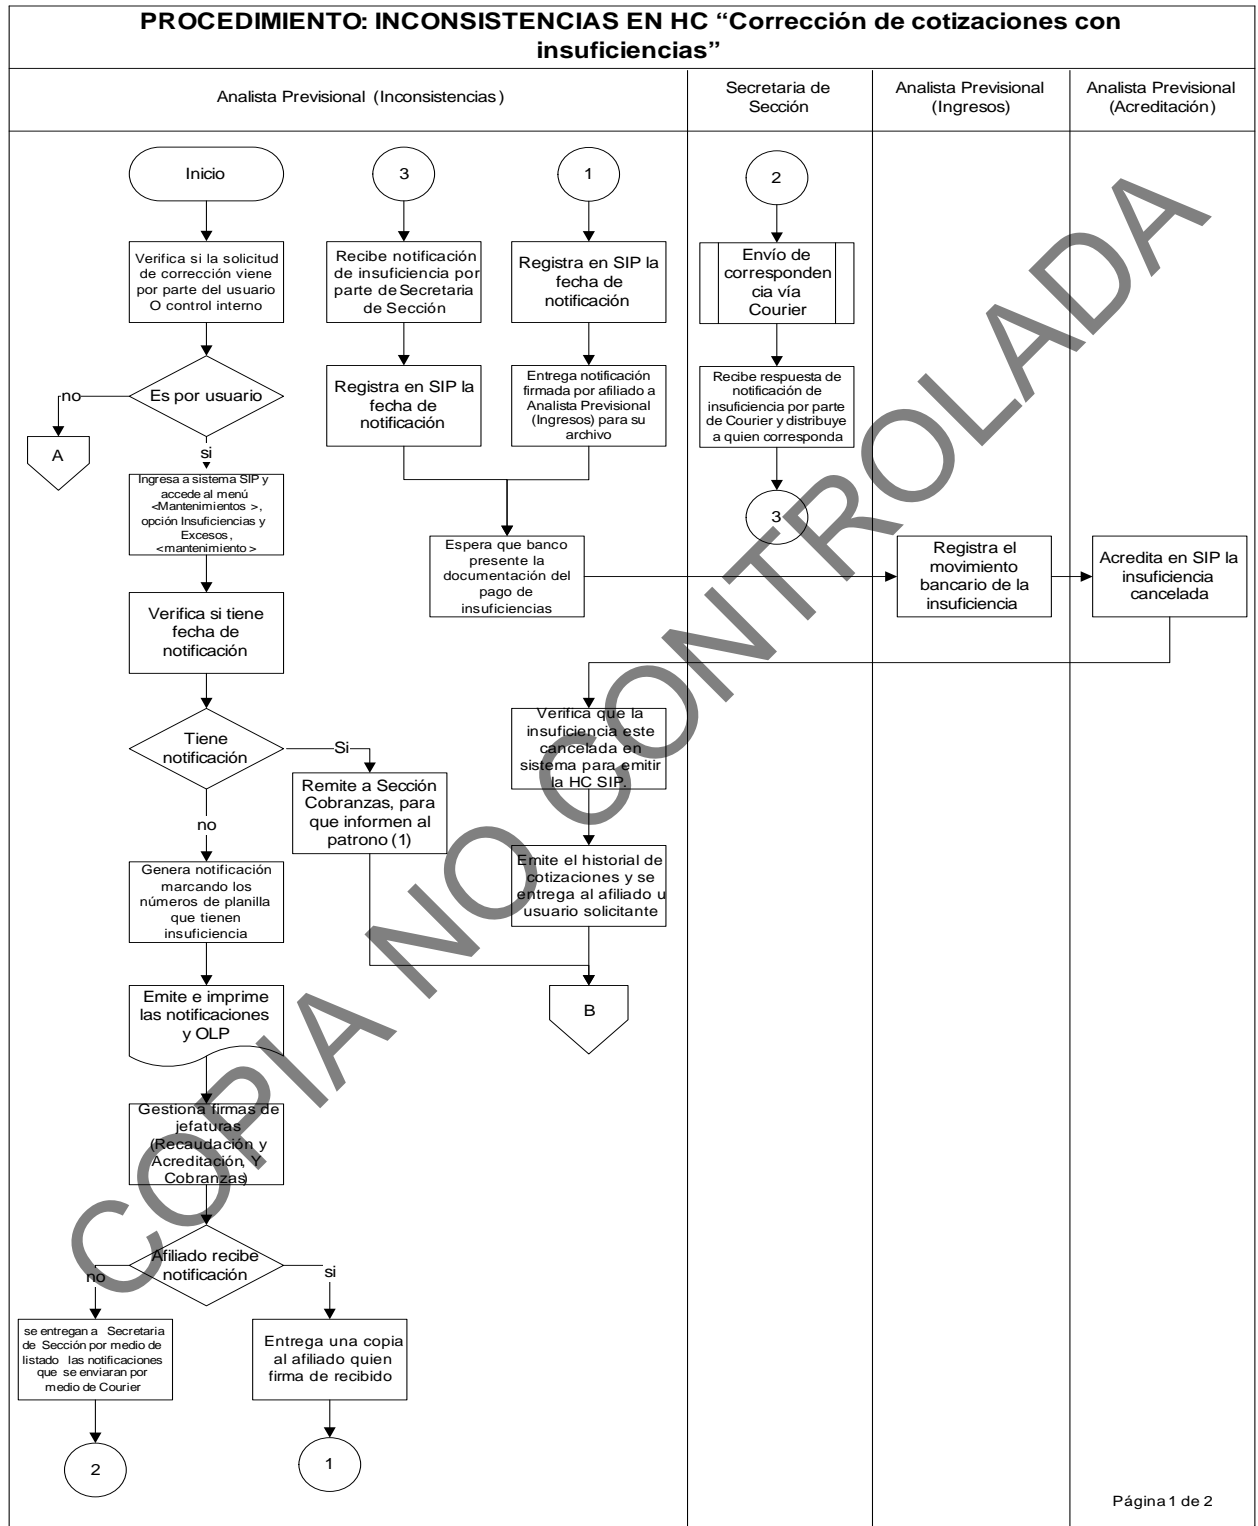 PROCEDIMIENTO: INCONSISTENCIAS EN HC “Corrección de cotizaciones con
insuficiencias”
Analista Previsional (Inconsistencias)
Secretaria de
Sección
Analista Previsional
(Ingresos)
Analista Previsional
(Acreditación)
Inicio
Verifica si la solicitud
de corrección viene
por parte del usuario
O control interno
Es por usuario
no
A
si
Ingresa a sistema SIP y
accede al menú
<Mantenimientos >,
opción Insuficiencias y
Excesos,
<mantenimiento>
Verifica si tiene
fecha de
notificación
Tiene
notificación
Si
no
Remite a Sección
Cobranzas, para
que informen al
patrono (1)
Genera notificación
marcando los
números de planilla
que tienen
insuficiencia
Emite e imprime
las notificaciones
y OLP
Gestiona firmas de
jefaturas
(Recaudación y
Acreditación, Y
Cobranzas)
Afiliado recibe
notificación
no
si
se entregan a Secretaria
de Sección por medio de
listado las notificaciones
que se enviaran por
medio de Courier
2
Entrega una copia
al afiliado quien
firma de recibido
1
3
Recibe notificación
de insuficiencia por
parte de Secretaria
de Sección
Registra en SIP la
fecha de
notificación
1
Registra en SIP la
fecha de
notificación
Entrega notificación
firmada por afiliado a
Analista Previsional
(Ingresos) para su
archivo
Espera que banco
presente la
documentación del
pago de
insuficiencias
2
Envío de
corresponden
cia vía
Courier
Recibe respuesta de
notificación de
insuficiencia por parte
de Courier y distribuye
a quien corresponda
3
Registra el
movimiento
bancario de la
insuficiencia
Acredita en SIP la
insuficiencia
cancelada
Verifica que la
insuficiencia este
cancelada en
sistema para emitir
la HC SIP.
Emite el historial de
cotizaciones y se
entrega al afiliado u
usuario solicitante
B
COPIA NO CONTROLADA
Página 1 de 2